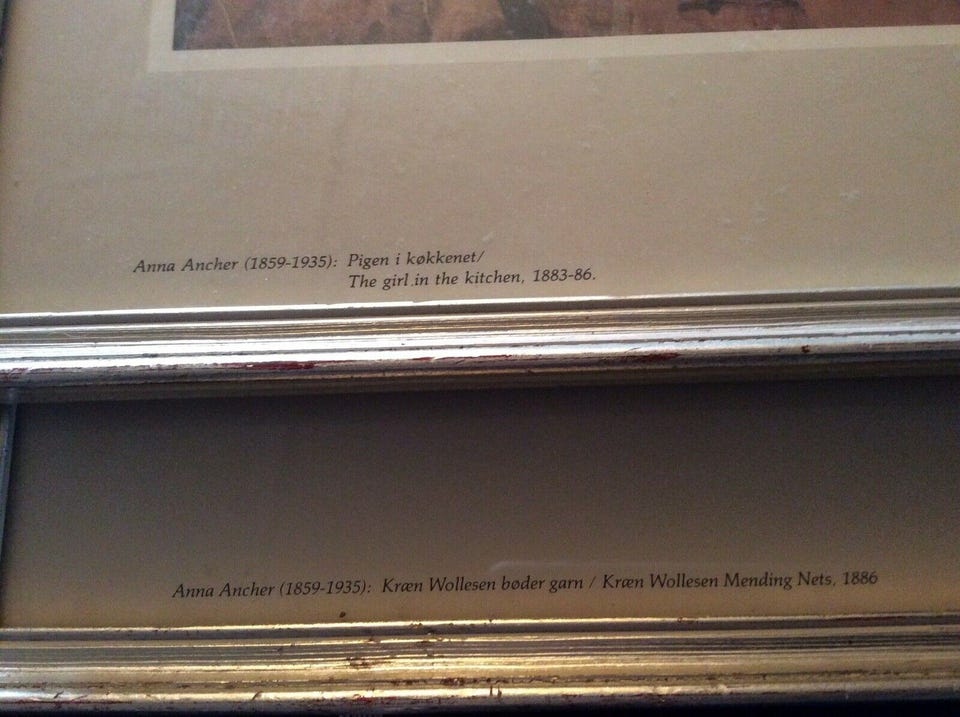 Anna Ancher (1859-1935): Pigen i køkkenet/
The girl in the kitchen, 1883-86.
Anna Ancher (1859-1935): Kræn Wollesen bøder garn / Kræn Wollesen Mending Nets, 1886